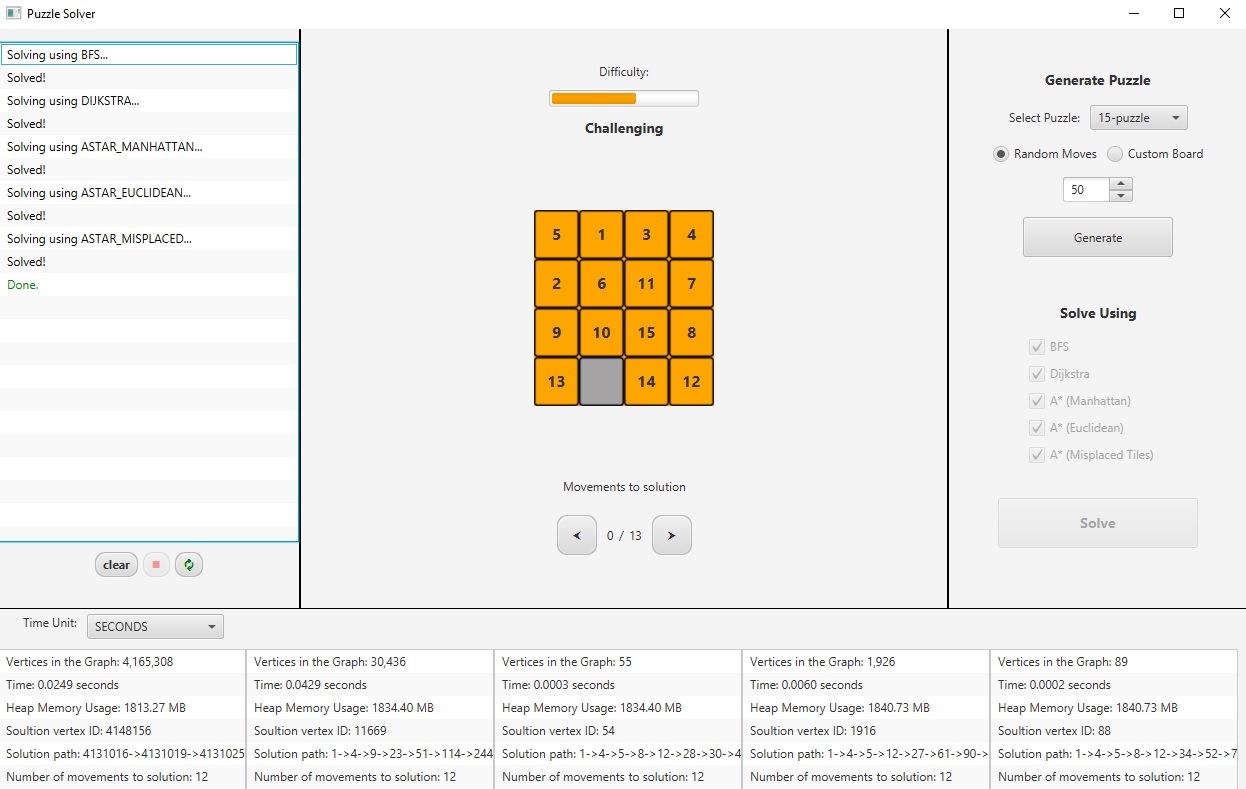 Puzzle Solver
Solving using BFS...
Solved!
Solving using DIJKSTRA...
Solved!
Solving using ASTAR_MANHATTAN...
Solved!
Solving using ASTAR_EUCLIDEAN...
Solved!
Solving using ASTAR_MISPLACED...
Solved!
Done.
clear
Difficulty:
Challenging
5 1 3 4
2 6 11 7
9 10 15 8
13 14 12
Movements to solution
0 / 13
Generate Puzzle
Select Puzzle: 15-puzzle
Random Moves Custom Board
50
Generate
Solve Using
BFS
Dijkstra
A* (Manhattan)
A* (Euclidean)
A* (Misplaced Tiles)
Solve
Time Unit: SECONDS
Vertices in the Graph: 4,165,308
Time: 0.0249 seconds
Heap Memory Usage: 1813.27 MB
Soultion vertex ID: 4148156
Solution path: 4131016->4131019->4131025
Number of movements to solution: 12
Vertices in the Graph: 30,436
Time: 0.0429 seconds
Heap Memory Usage: 1834.40 MB
Soultion vertex ID: 11669
Solution path: 1->4->9->23->51->114->244
Number of movements to solution: 12
Vertices in the Graph: 55
Time: 0.0003 seconds
Heap Memory Usage: 1834.40 MB
Soultion vertex ID: 54
Solution path: 1->4->5->8->12->28->30->4
Number of movements to solution: 12
Vertices in the Graph: 1,926
Time: 0.0060 seconds
Heap Memory Usage: 1840.73 MB
Soultion vertex ID: 1916
Solution path: 1->4->5->12->27->61->90->
Number of movements to solution: 12
Vertices in the Graph: 89
Time: 0.0002 seconds
Heap Memory Usage: 1840.73 MB
Soultion vertex ID: 88
Solution path: 1->4->5->8->12->34->52->7
Number of movements to solution: 12